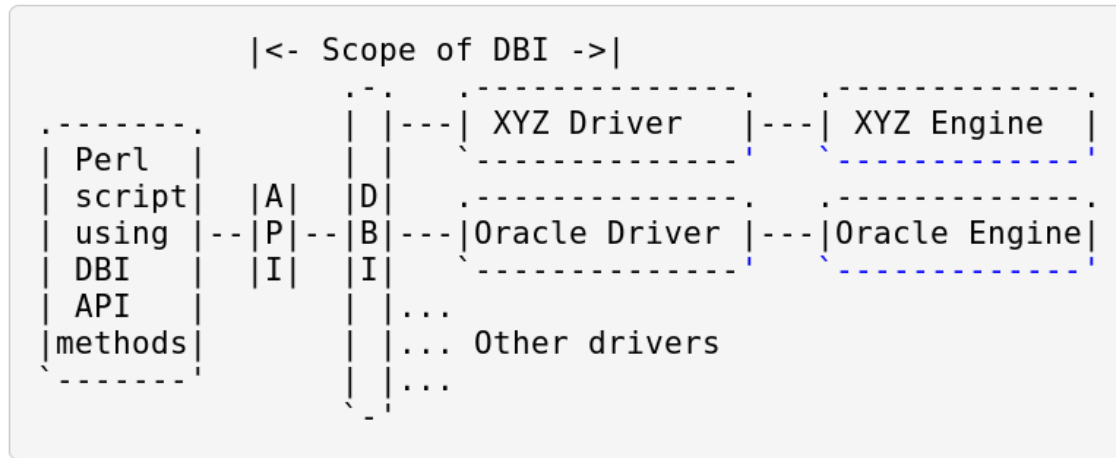 |<- Scope of DBI ->|
                  .-.   .--------------.   .-------------.
  .-------.       | |---| XYZ Driver   |---| XYZ Engine  |
  | Perl  |       | |   `--------------'   `-------------'
  | script|  |A|  |D|   .--------------.   .-------------.
  | using |--|P|--|B|---|Oracle Driver |---|Oracle Engine|
  | DBI   |  |I|  |I|   `--------------'   `-------------'
  | API   |       | |...
  |methods|       | |... Other drivers
  `-------'       | |...
                  `-'